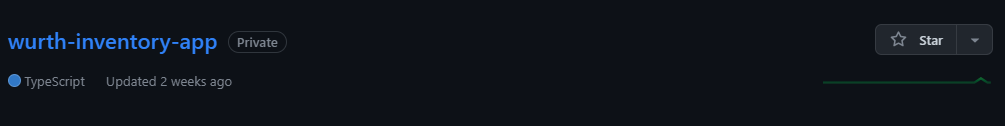 wurth-inventory-app Private Star
TypeScript Updated 2 weeks ago